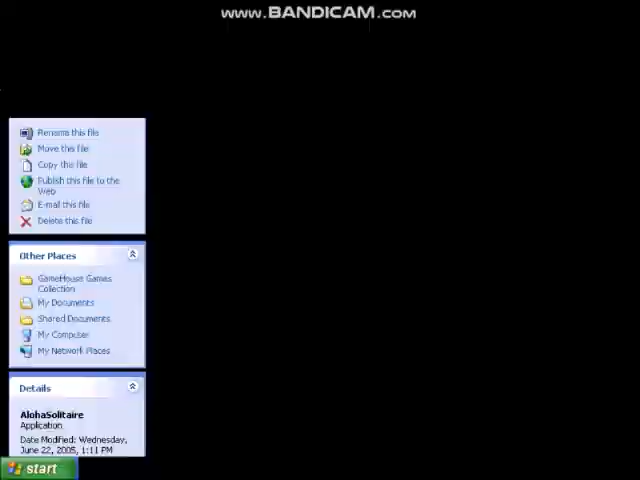 www.BANDICAM.com
Rename this file
Move this file
Copy this file
Publish this file to the
Web
E-mail this file
Delete this file
Other Places
GameHouse Games
Collection
My Documents
Shared Documents
My Computer
My Network Places
Details
AlohaSolitaire
Application
Date Modified: Wednesday,
June 22, 2005, 1:11 PM
start